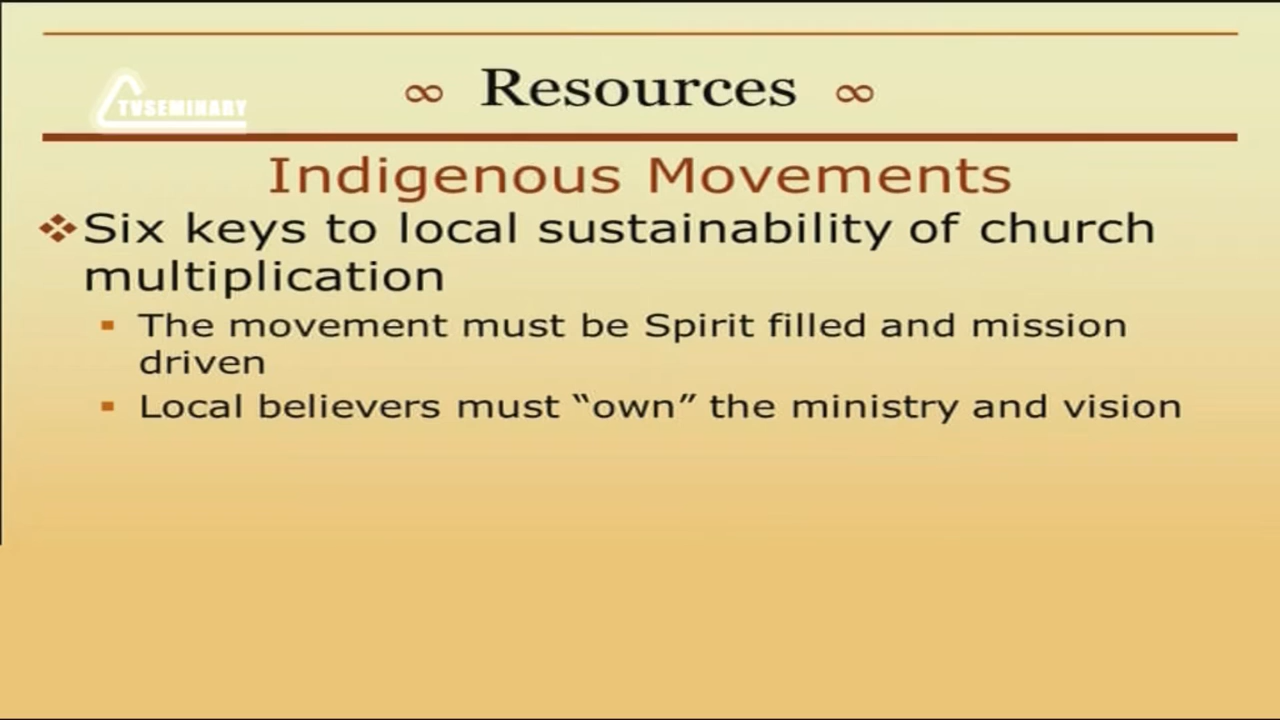 TVSEMINARY
∞ Resources ∞
Indigenous Movements
Six keys to local sustainability of church
multiplication
The movement must be Spirit filled and mission
driven
Local believers must “own” the ministry and vision